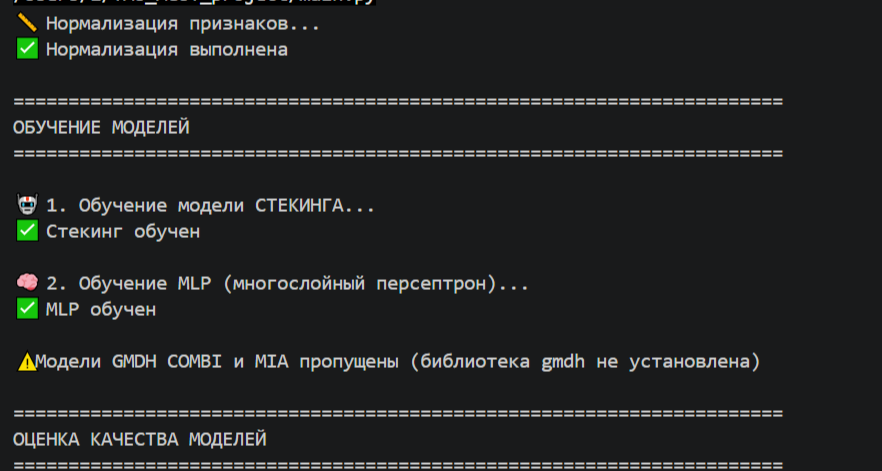 📏 Нормализация признаков...
✅ Нормализация выполнена
======================================================================
ОБУЧЕНИЕ МОДЕЛЕЙ
======================================================================
🤖 1. Обучение модели СТЕКИНГА...
✅ Стекинг обучен
🧠 2. Обучение MLP (многослойный персептрон)...
✅ MLP обучен
⚠️Модели GMDH COMBI и MIA пропущены (библиотека gmdh не установлена)
======================================================================
ОЦЕНКА КАЧЕСТВА МОДЕЛЕЙ
======================================================================